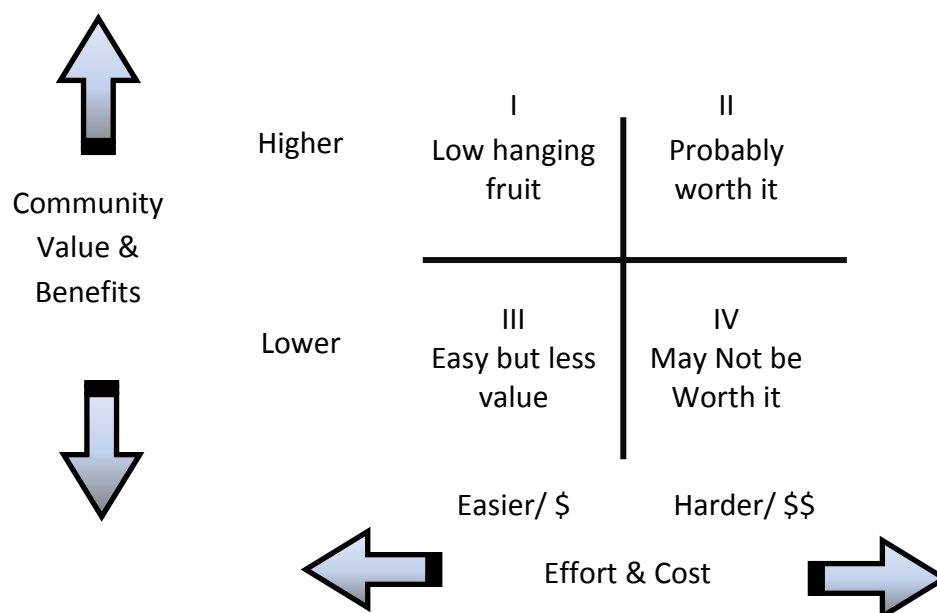 I
II
Higher
Low hanging
fruit
Probably
worth it
Community
Value &
Benefits
III
IV
Lower
Easy but less
value
May Not be
Worth it
Easier/ $
Harder/ $$
Effort & Cost